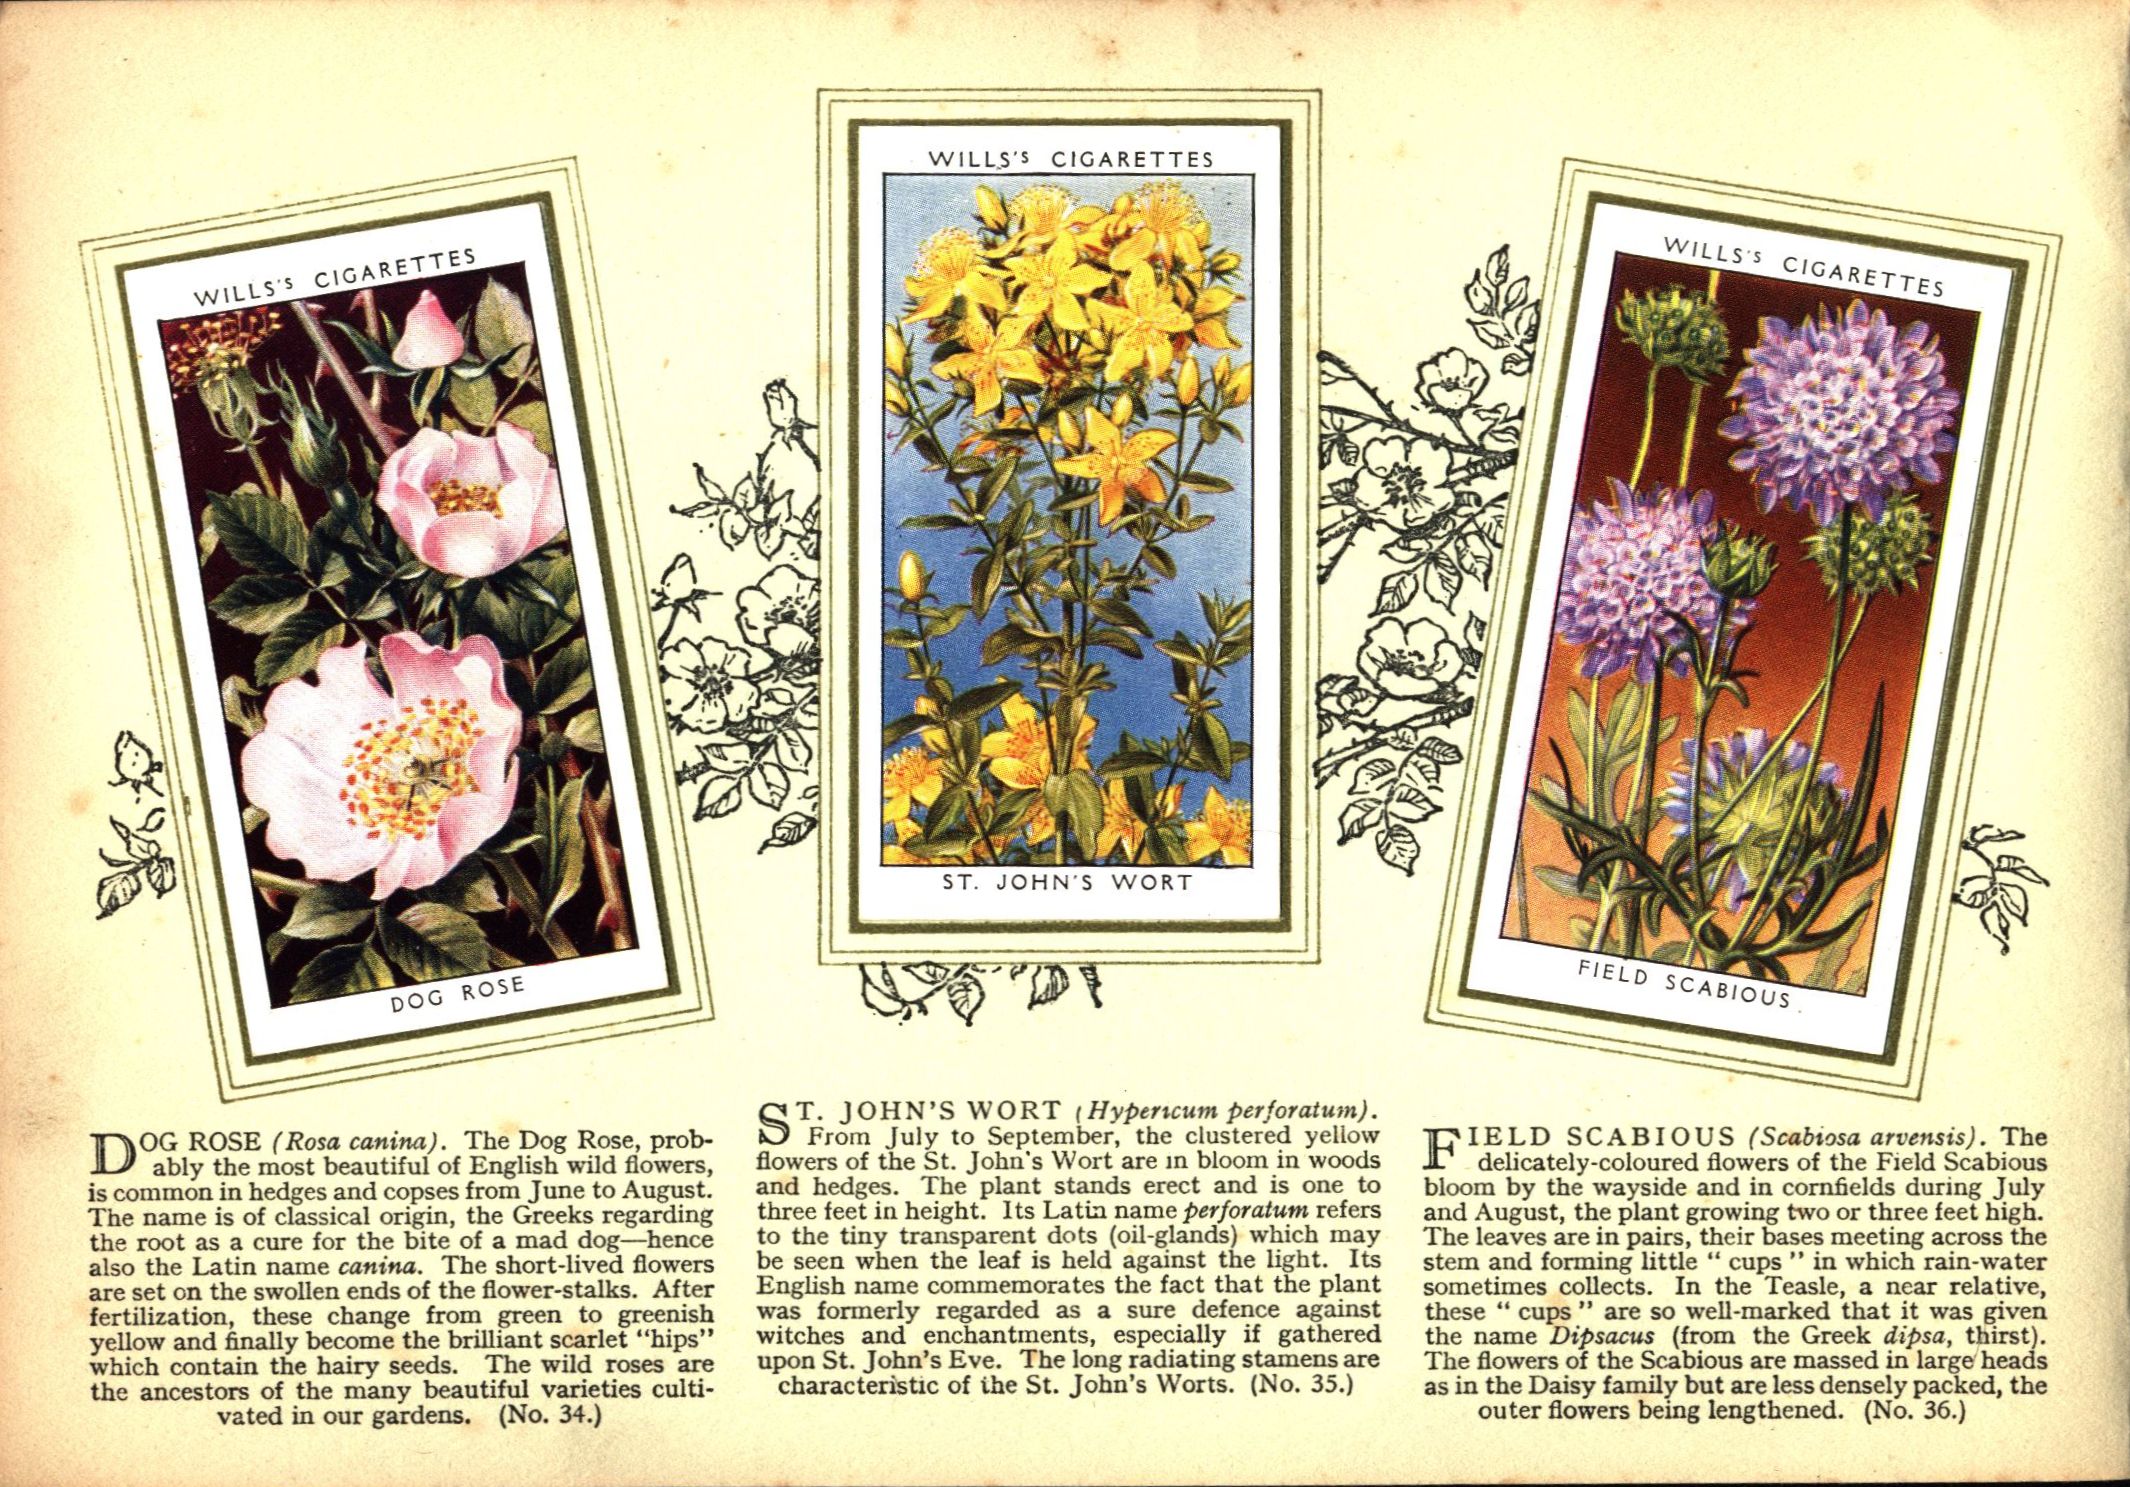 WILL'S CIGARETTES
DOG ROSE
WILLS'S CIGARETTES
ST. JOHN'S WORT
WILLS'S CIGARETTES
FIELD SCABIOUS
DOG ROSE (Rosa canina). The Dog Rose, prob-
ably the most beautiful of English wild flowers,
is common in hedges and copses from June to August.
The name is of classical origin, the Greeks regarding
the root as a cure for the bite of a mad dog—hence
also the Latin name canina. The short-lived flowers
are set on the swollen ends of the flower-stalks. After
fertilization, these change from green to greenish
yellow and finally become the brilliant scarlet "hips"
which contain the hairy seeds. The wild roses are
the ancestors of the many beautiful varieties culti-
vated in our gardens. (No. 34.)
ST. JOHN'S WORT (Hypericum perforatum).
From July to September, the clustered yellow
flowers of the St. John's Wort are in bloom in woods
and hedges. The plant stands erect and is one to
three feet in height. Its Latin name perforatum refers
to the tiny transparent dots (oil-glands) which may
be seen when the leaf is held against the light. Its
English name commemorates the fact that the plant
was formerly regarded as a sure defence against
witches and enchantments, especially if gathered
upon St. John's Eve. The long radiating stamens are
characteristic of the St. John's Worts. (No. 35.)
FIELD SCABIOUS (Scabiosa arvensis). The
delicately-coloured flowers of the Field Scabious
bloom by the wayside and in cornfields during July
and August, the plant growing two or three feet high.
The leaves are in pairs, their bases meeting across the
stem and forming little " cups " in which rain-water
sometimes collects. In the Teasle, a near relative,
these " cups " are so well-marked that it was given
the name Dipsacus (from the Greek dipsa, thirst).
The flowers of the Scabious are massed in large heads
as in the Daisy family but are less densely packed, the
outer flowers being lengthened. (No. 36.)